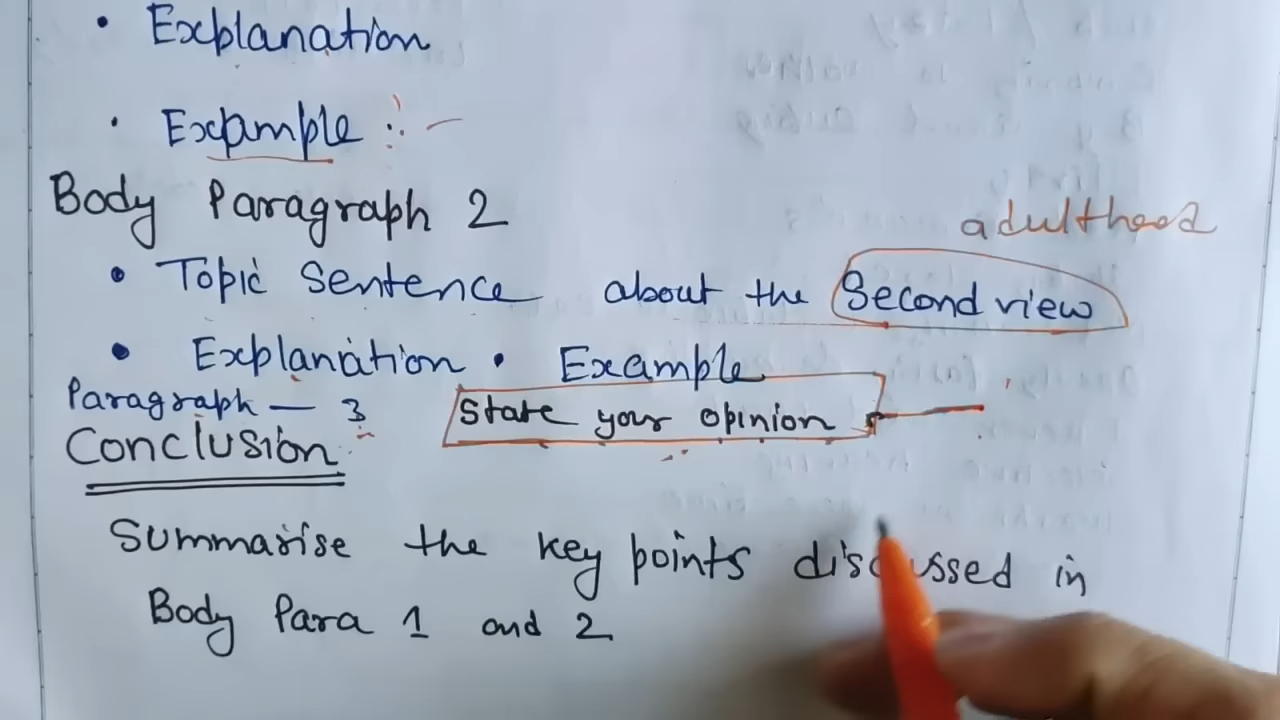 • Explanation
• Example :-
Body Paragraph 2
adulthood
• Topic Sentence about the Second view
• Explanation • Example
Paragraph — 3 State your opinion
Conclusion
Summarise the key points discussed in
Body Para 1 and 2